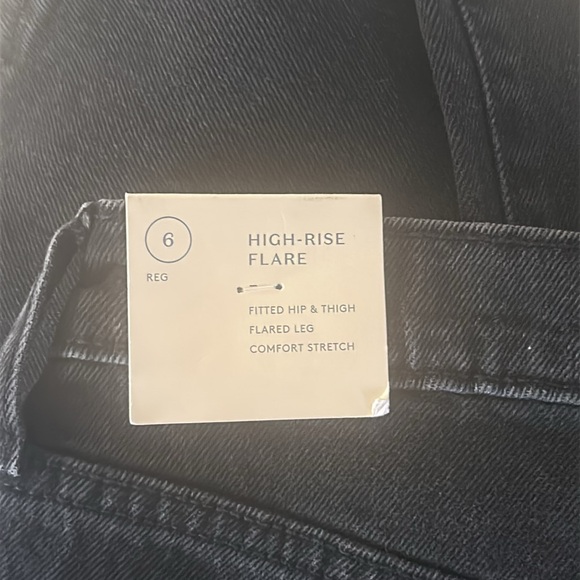 6
REG
HIGH-RISE
FLARE
FITTED HIP & THIGH
FLARED LEG
COMFORT STRETCH